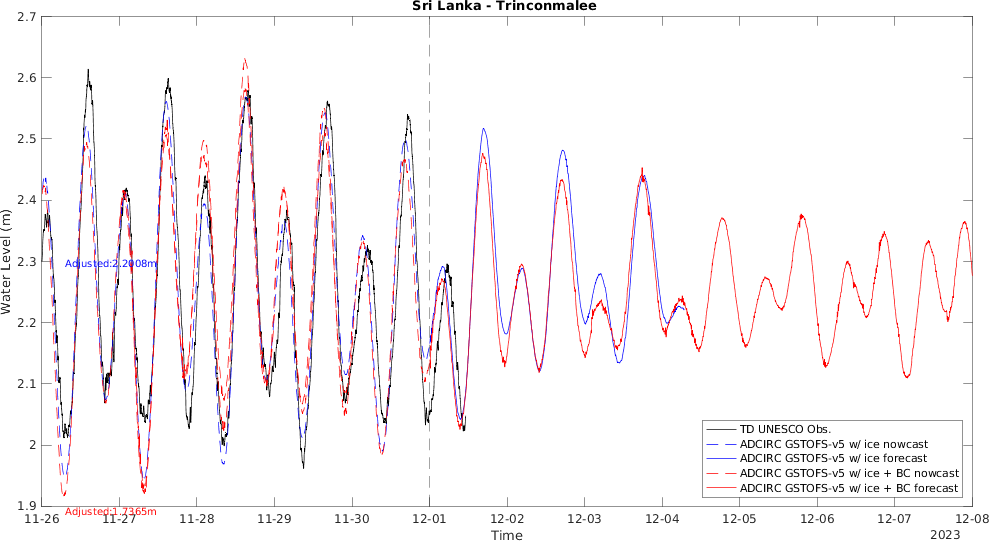 Sri Lanka - Trinconmalee
2.7
2.6
2.5
2.4
2.3
2.2
2.1
2
1.9
Water Level (m)
Adjusted:2.2008m
Adjusted:1.7365m
TD UNESCO Obs.
ADCIRC GSTOFS-v5 w/ ice nowcast
ADCIRC GSTOFS-v5 w/ ice forecast
ADCIRC GSTOFS-v5 w/ ice + BC nowcast
ADCIRC GSTOFS-v5 w/ ice + BC forecast
11-26 11-27 11-28 11-29 11-30 12-01 12-02 12-03 12-04 12-05 12-06 12-07 12-08
Time
2023